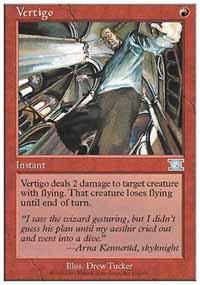 Vertigo
Instant
Vertigo deals 2 damage to target creature
with flying. That creature loses flying
until end of turn.
"I saw the wizard gesturing, but I didn't
guess his plan until my aesthir cried
out and went into a dive."
—Arna Kennerüd, skyknight
Illus. Drew Tucker